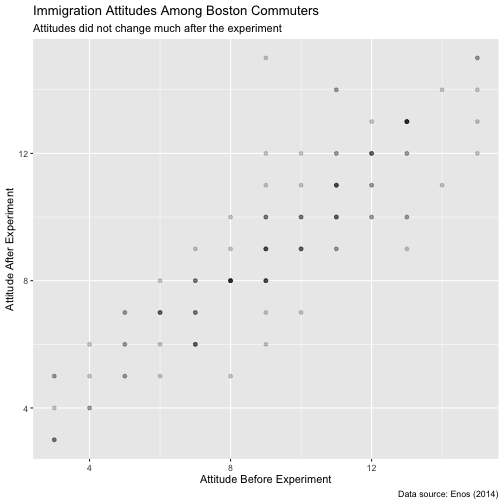 Immigration Attitudes Among Boston Commuters
Attitudes did not change much after the experiment
Attitude After Experiment
12
8
4
4 8 12
Attitude Before Experiment
Data source: Enos (2014)